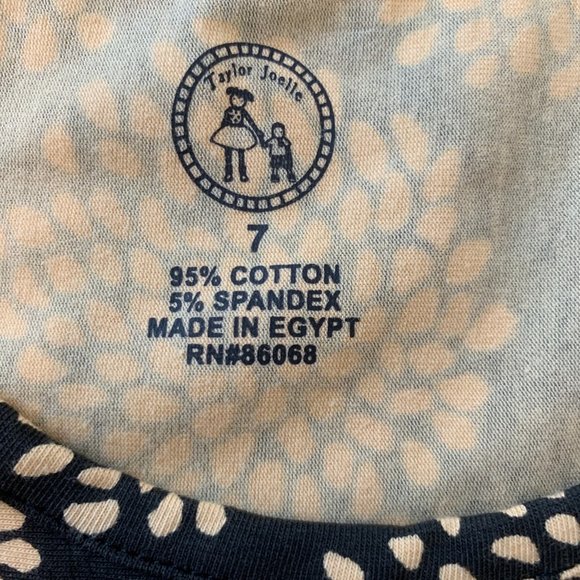 Taylor Joelle
7
95% COTTON
5% SPANDEX
MADE IN EGYPT
RN#86068